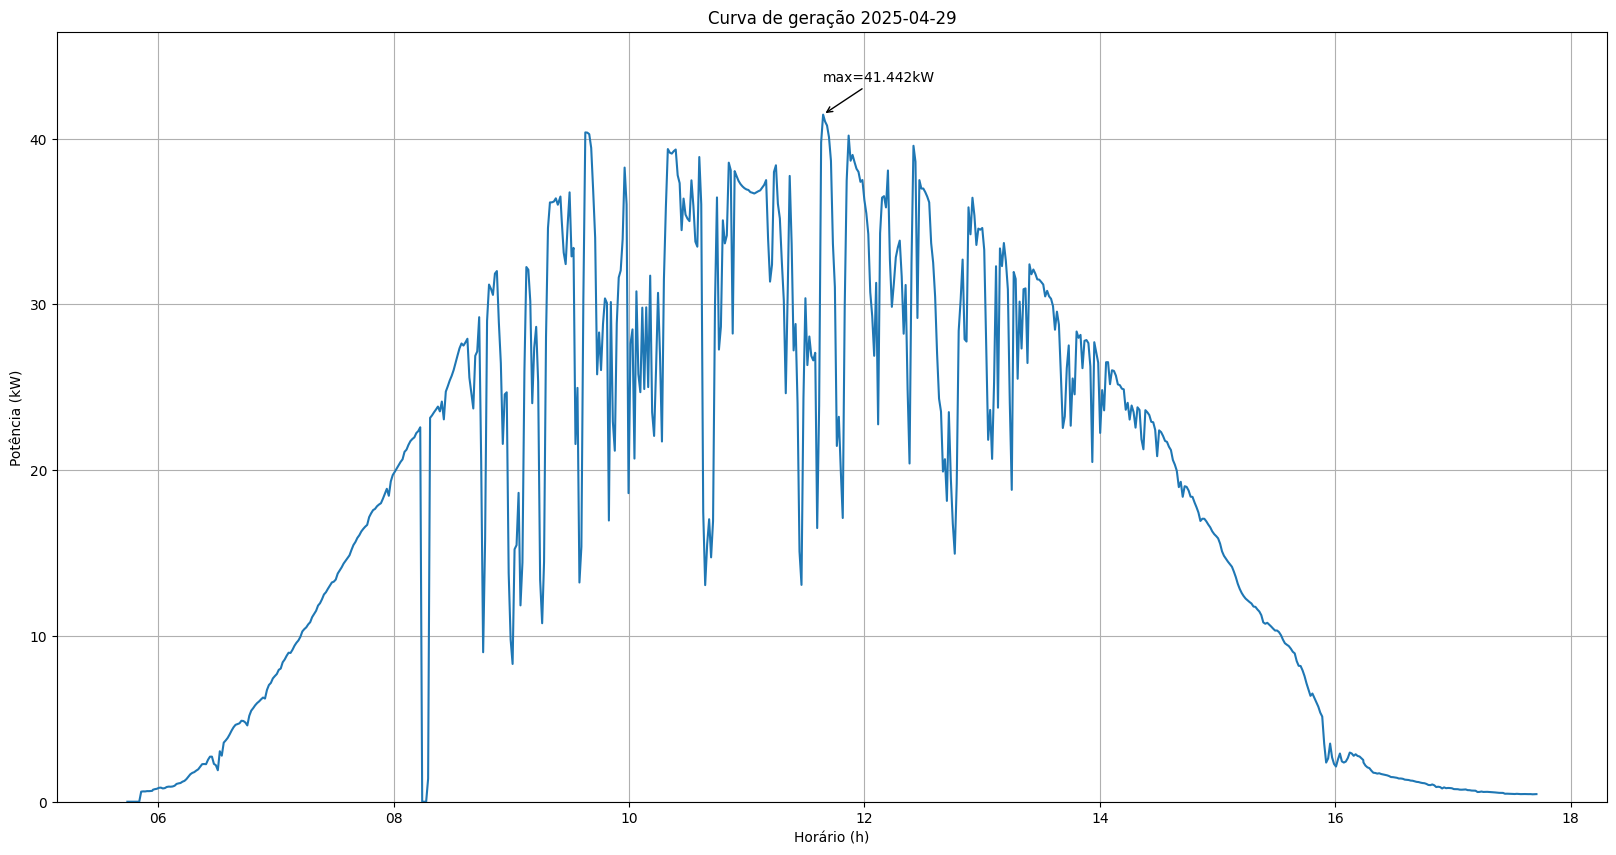 Curva de geração 2025-04-29
max=41.442kW
Potência (kW)
40
30
20
10
0
06 08 10 12 14 16 18
Horário (h)